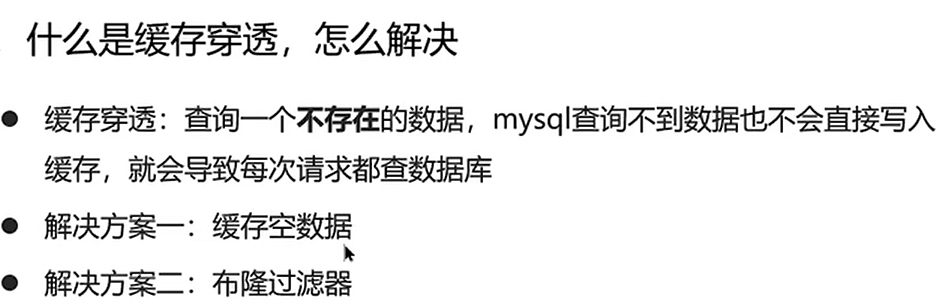 什么是缓存穿透，怎么解决
● 缓存穿透：查询一个不存在的数据，mysql查询不到数据也不会直接写入
缓存，就会导致每次请求都查数据库
● 解决方案一：缓存空数据
● 解决方案二：布隆过滤器